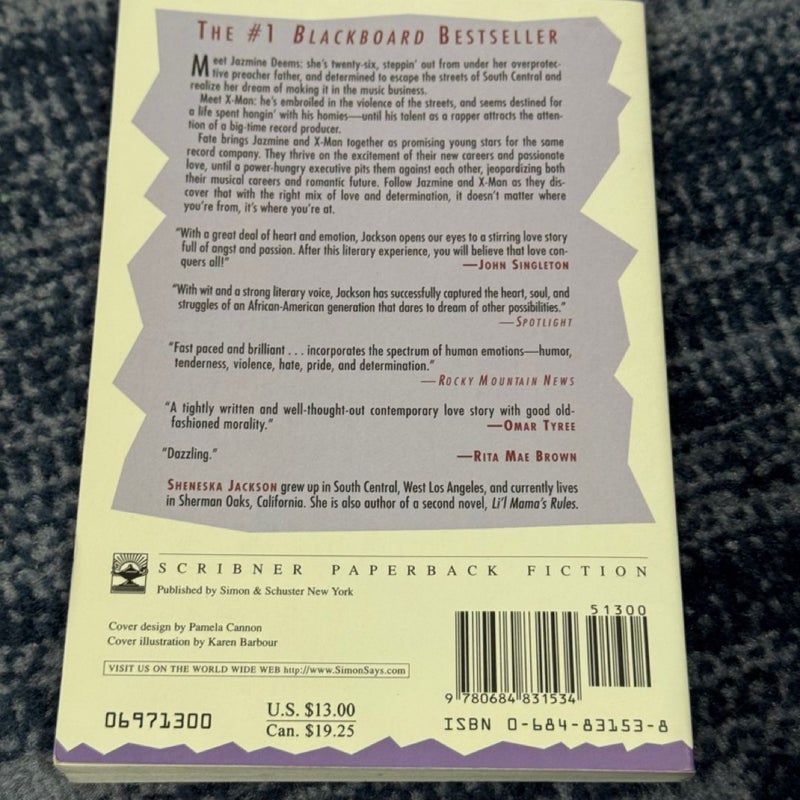 THE #1 BLACKBOARD BESTSELLER
Meet Jazmine Deems: she's twenty-six, steppin' out from under her overprotec-
tive preacher father, and determined to escape the streets of South Central and
realize her dream of making it in the music business.
Meet X-Man: he's embroiled in the violence of the streets, and seems destined for
a life spent hangin' with his homies—until his talent as a rapper attracts the atten-
tion of a big-time record producer.
Fate brings Jazmine and X-Man together as promising young stars for the same
record company. They thrive on the excitement of their new careers and passionate
love, until a power-hungry executive pits them against each other, jeopardizing both
their musical careers and romantic future. Follow Jazmine and X-Man as they dis-
cover that with the right mix of love and determination, it doesn't matter where
you're from, it's where you're at.
"With a great deal of heart and emotion, Jackson opens our eyes to a stirring love story
full of angst and passion. After this literary experience, you will believe that love con-
quers all!" —JOHN SINGLETON
"With wit and a strong literary voice, Jackson has successfully captured the heart, soul, and
struggles of an African-American generation that dares to dream of other possibilities."
—SPOTLIGHT
"Fast paced and brilliant . . . incorporates the spectrum of human emotions—humor,
tenderness, violence, hate, pride, and determination."
—ROCKY MOUNTAIN NEWS
"A tightly written and well-thought-out contemporary love story with good old-
fashioned morality." —OMAR TYREE
"Dazzling." —RITA MAE BROWN
SHENESKA JACKSON grew up in South Central, West Los Angeles, and currently lives
in Sherman Oaks, California. She is also author of a second novel, Li'l Mama's Rules.
SCRIBNER PAPERBACK FICTION
Published by Simon & Schuster New York
Cover design by Pamela Cannon
Cover illustration by Karen Barbour
VISIT US ON THE WORLD WIDE WEB http://www.SimonSays.com
06971300
U.S. $13.00
Can. $19.25
51300
9 780684 831534
ISBN 0-684-83153-8